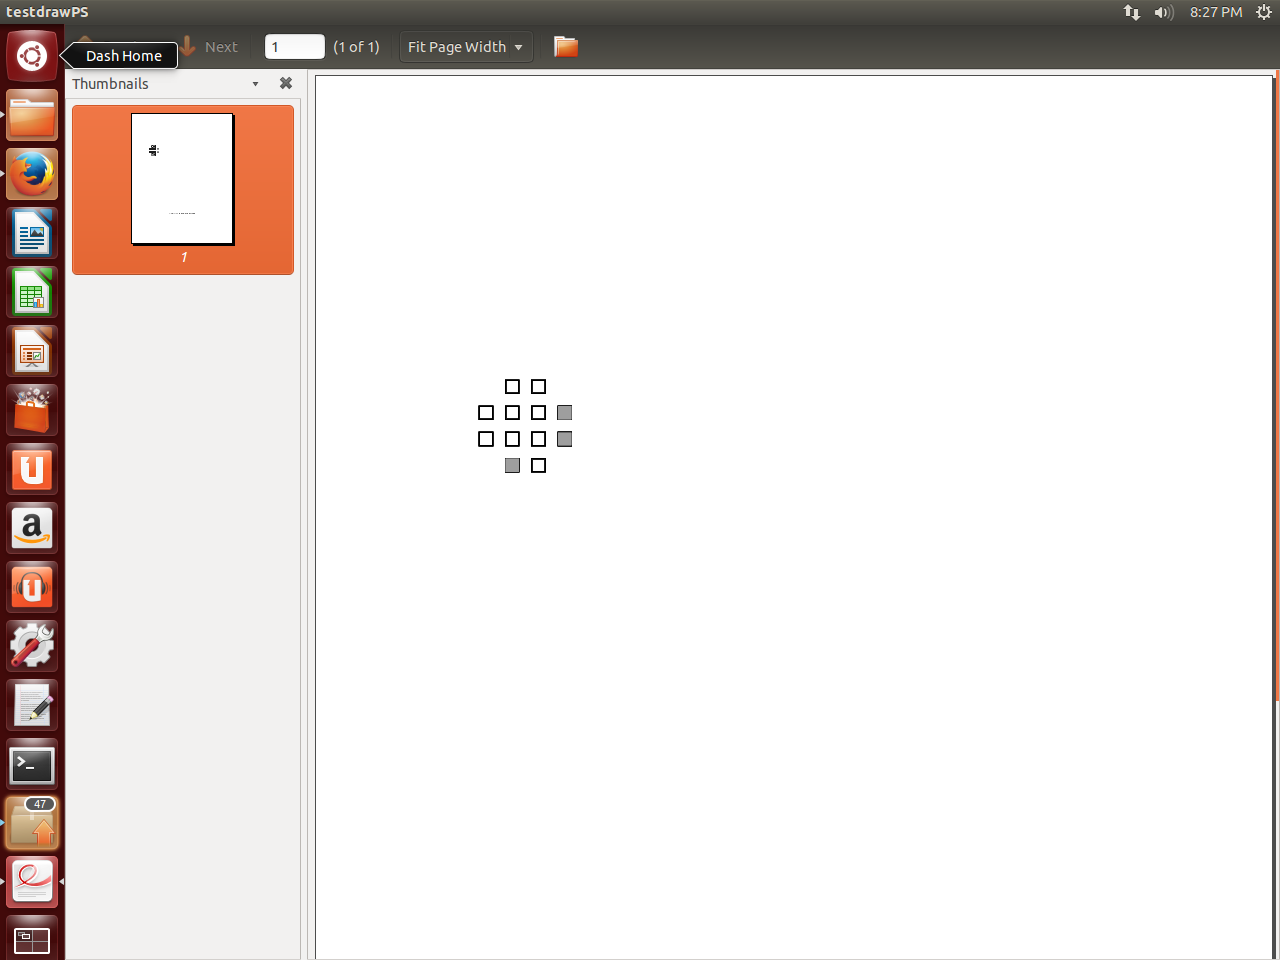 testdrawPS
8:27 PM
Dash Home
Next
1
(1 of 1)
Fit Page Width
Thumbnails
1
47